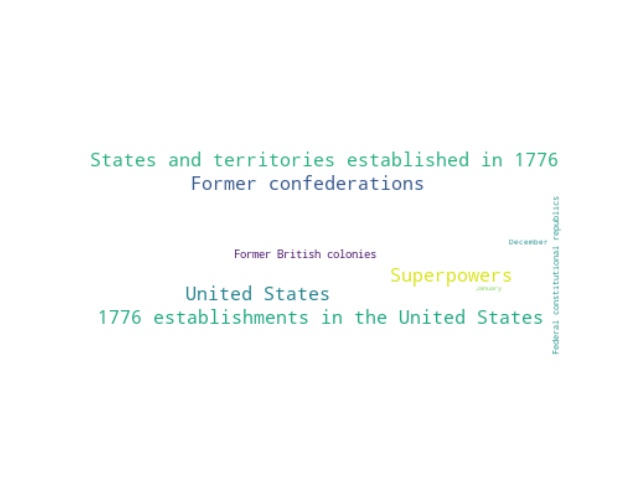 States and territories established in 1776
Former confederations
December
Former British colonies
Superpowers
January
United States
1776 establishments in the United States
Federal constitutional republics